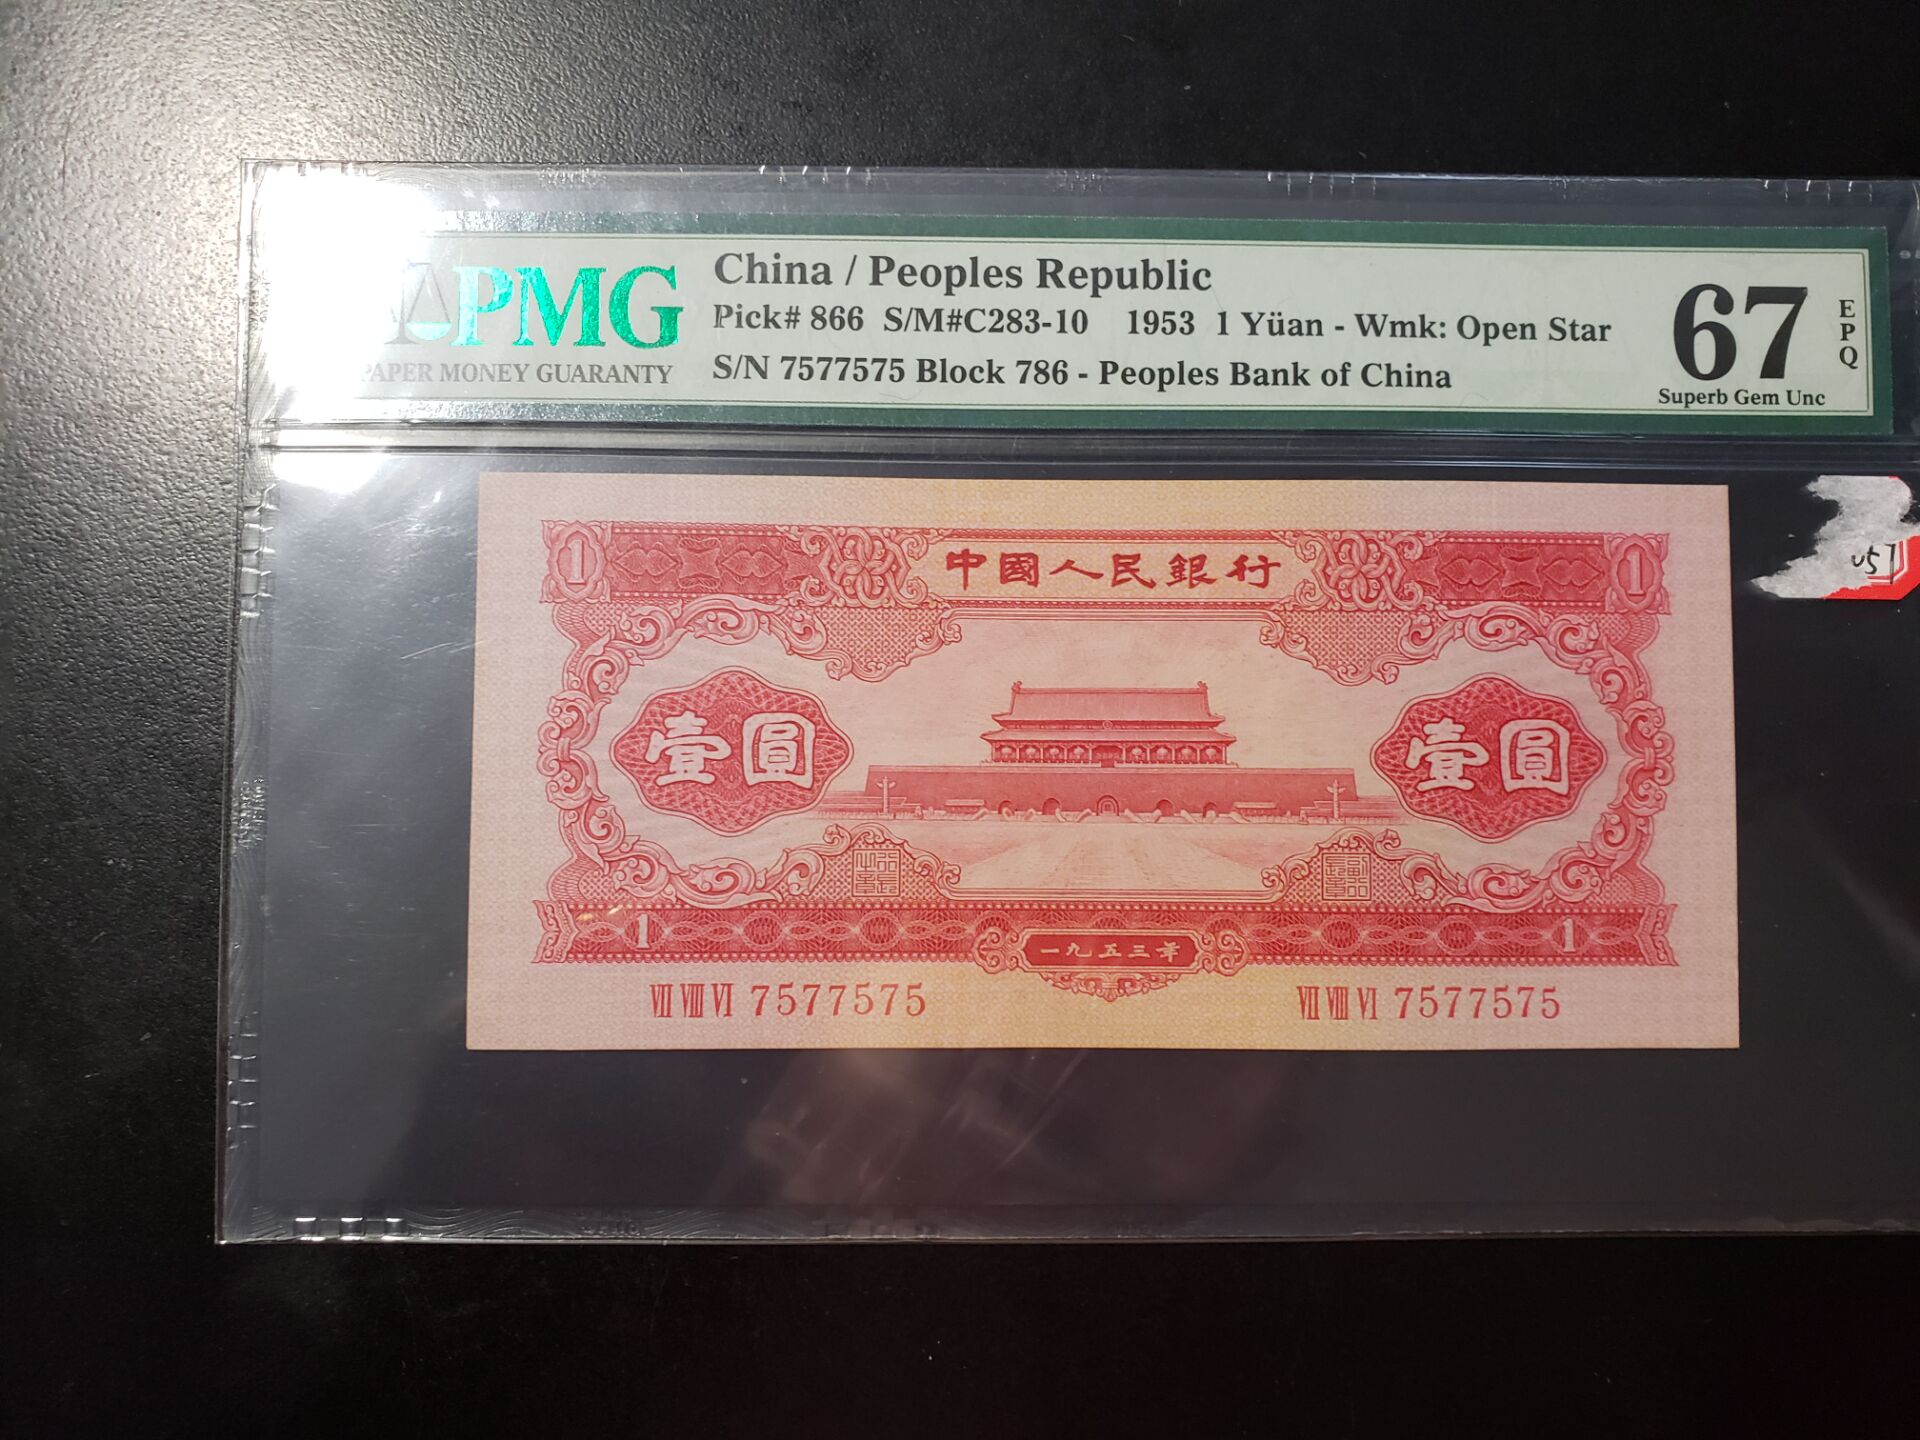 PMG
PAPER MONEY GUARANTY
China / Peoples Republic
Pick# 866 S/M#C283-10 1953 1 Yüan - Wmk: Open Star
S/N 7577575 Block 786 - Peoples Bank of China
67
EPQ
Superb Gem Unc
1
中國人民銀行
1
壹圓
壹圓
1
一九五三年
1
VII VIII VI 7577575
VII VIII VI 7577575